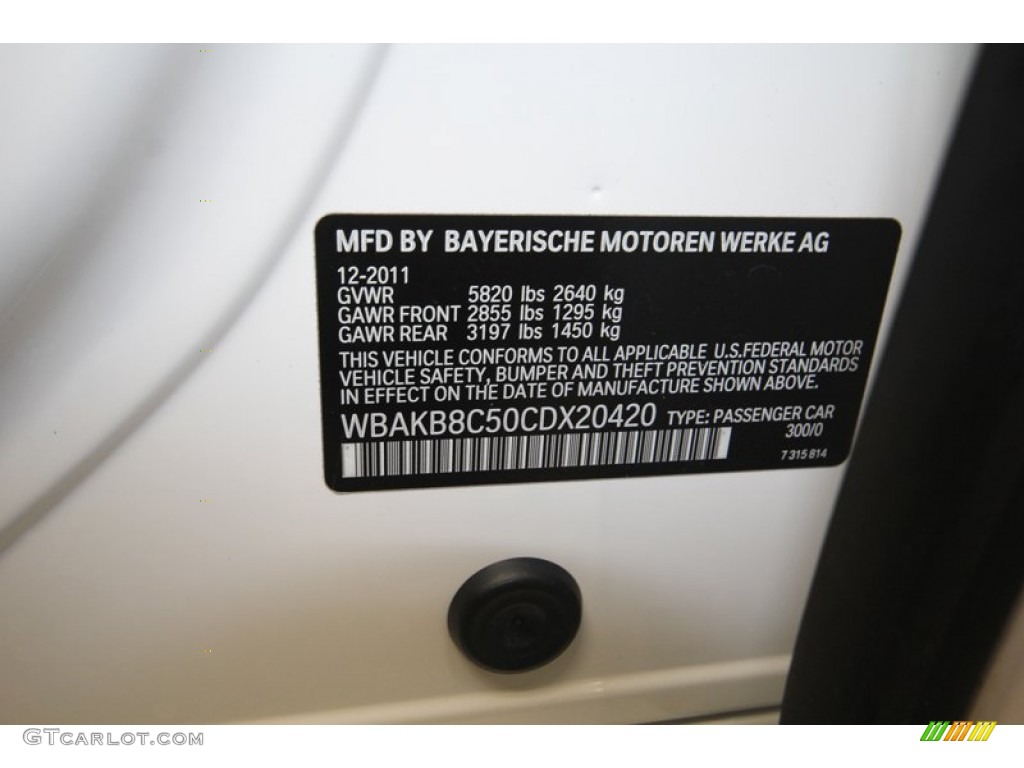 MFD BY BAYERISCHE MOTOREN WERKE AG
12-2011
GVWR 5820 lbs 2640 kg
GAWR FRONT 2855 lbs 1295 kg
GAWR REAR 3197 lbs 1450 kg
THIS VEHICLE CONFORMS TO ALL APPLICABLE U.S.FEDERAL MOTOR
VEHICLE SAFETY, BUMPER AND THEFT PREVENTION STANDARDS
IN EFFECT ON THE DATE OF MANUFACTURE SHOWN ABOVE.
WBAKB8C50CDX20420 TYPE: PASSENGER CAR
300/0
7 315 814
GTCARLOT.COM